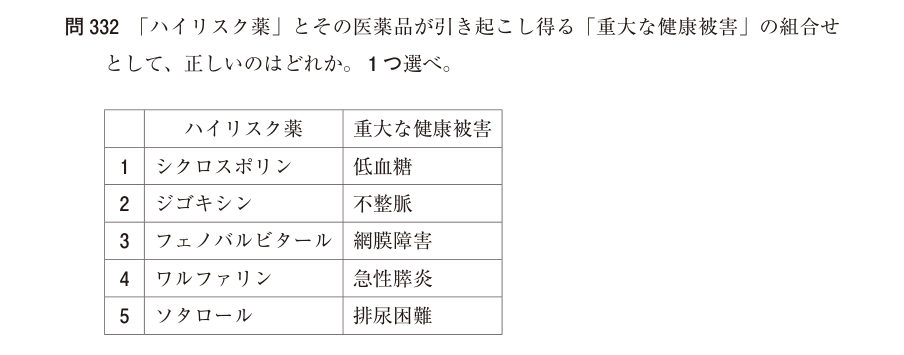 問 332 「ハイリスク薬」とその医薬品が引き起こし得る「重大な健康被害」の組合せ
として、正しいのはどれか。1つ選べ。
ハイリスク薬 重大な健康被害
1 シクロスポリン 低血糖
2 ジゴキシン 不整脈
3 フェノバルビタール 網膜障害
4 ワルファリン 急性膵炎
5 ソタロール 排尿困難